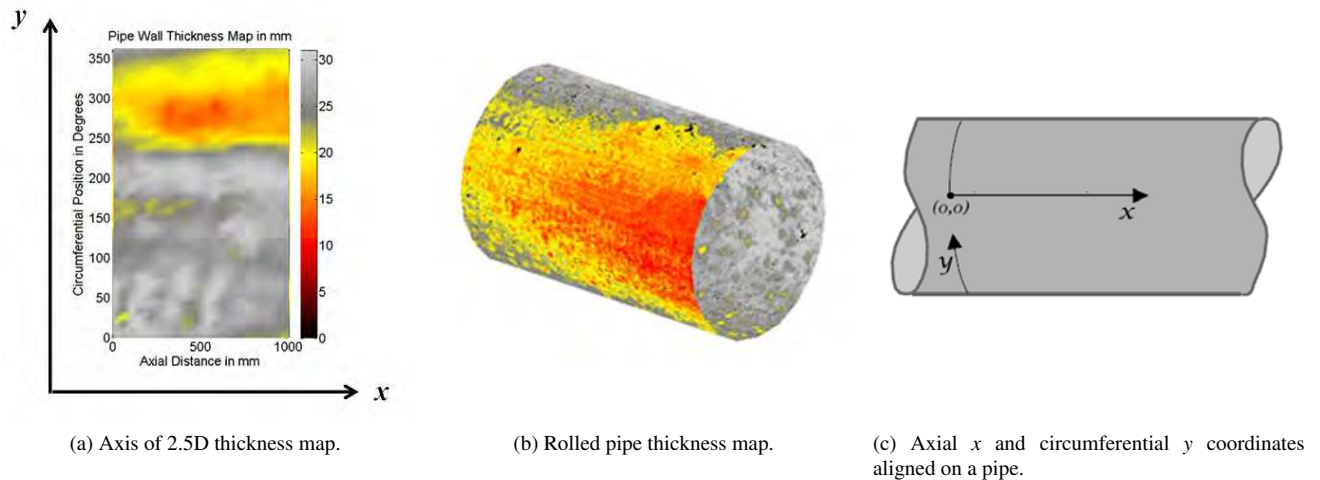 y
Pipe Wall Thickness Map in mm
Circumferential Position in Degrees
350
300
250
200
150
100
50
0
30
25
20
15
10
5
0
0 500 1000
Axial Distance in mm
x
(0,0)
x
y
(a) Axis of 2.5D thickness map.
(b) Rolled pipe thickness map.
(c) Axial x and circumferential y coordinates
aligned on a pipe.